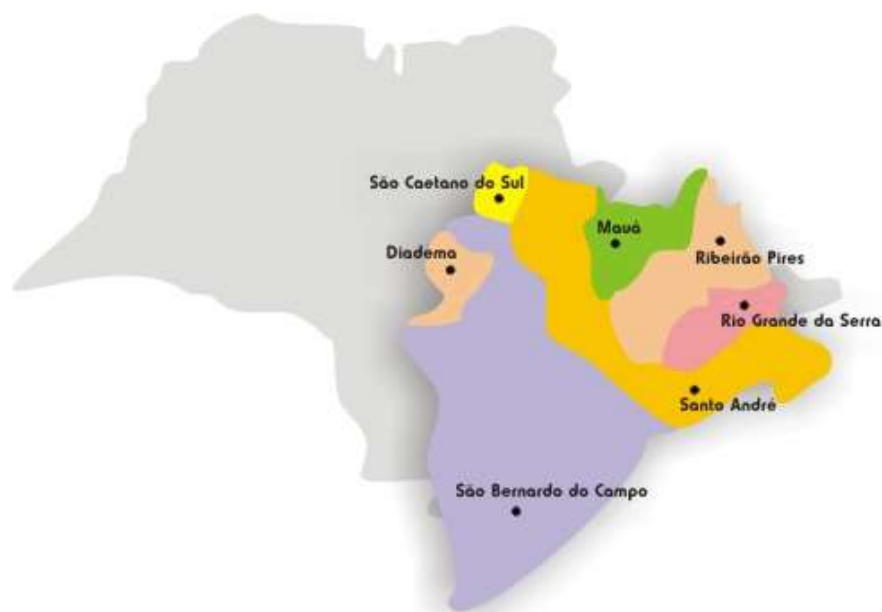 São Caetano do Sul
Mauá
Diadema
Ribeirão Pires
Rio Grande da Serra
Santo André
São Bernardo do Campo